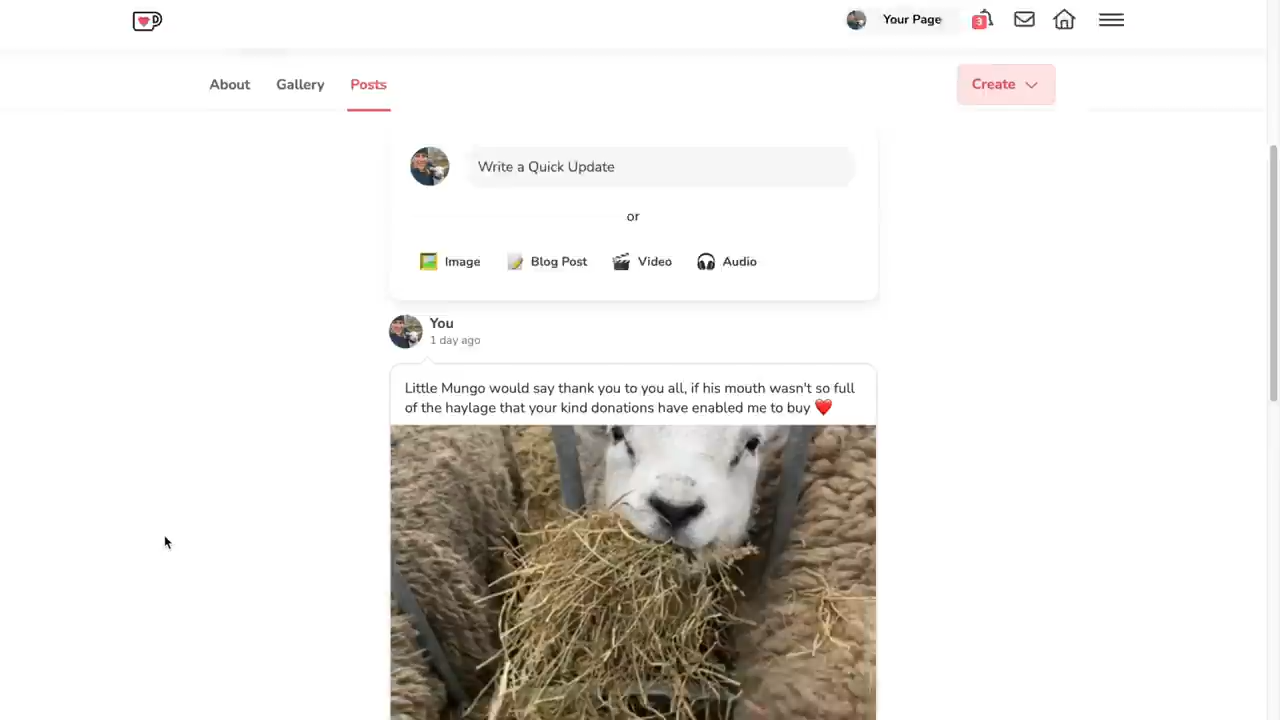 Your Page
3
About
Gallery
Posts
Create
Write a Quick Update
or
Image
Blog Post
Video
Audio
You
1 day ago
Little Mungo would say thank you to you all, if his mouth wasn't so full
of the haylage that your kind donations have enabled me to buy ❤️